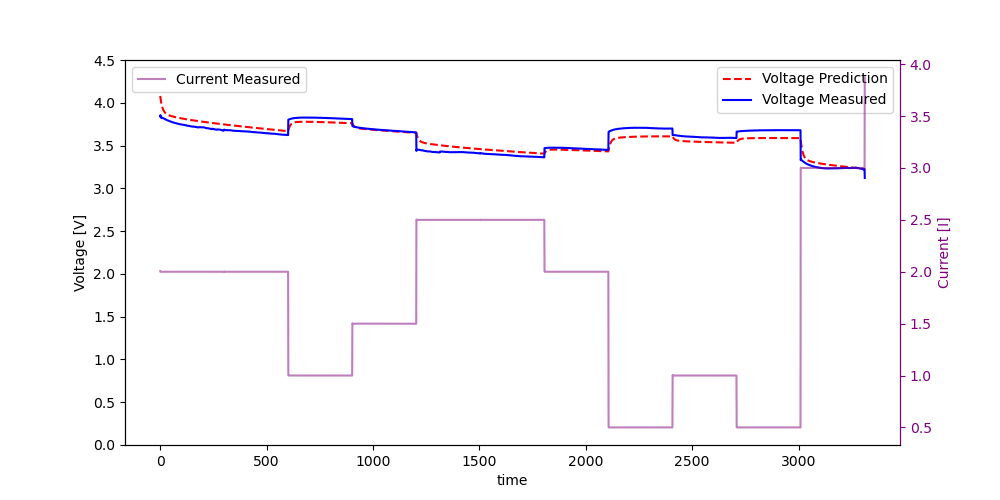 Current Measured
Voltage Prediction
Voltage Measured
Voltage [V]
4.5
4.0
3.5
3.0
2.5
2.0
1.5
1.0
0.5
0.0
0 500 1000 1500 2000 2500 3000
time
4.0
3.5
3.0
2.5
2.0
1.5
1.0
0.5
Current [I]